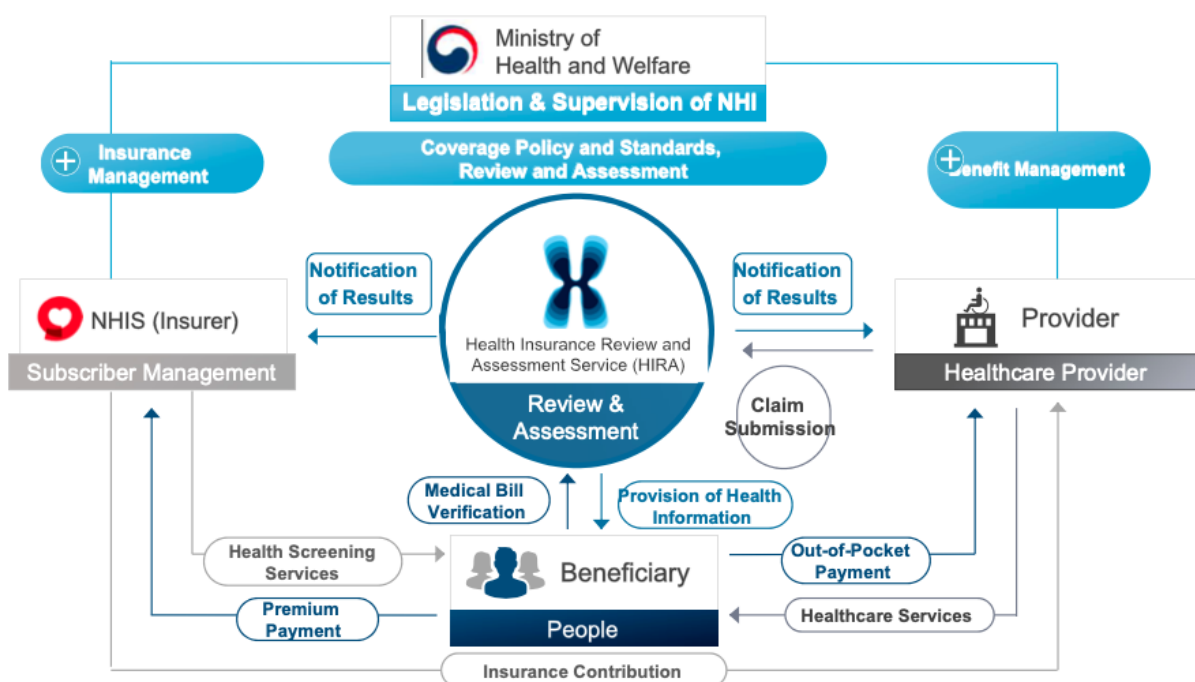 Ministry of
Health and Welfare
Legislation & Supervision of NHI
Insurance
Management
Coverage Policy and Standards,
Review and Assessment
Benefit Management
Notification
of Results
Notification
of Results
NHIS (Insurer)
Subscriber Management
Health Insurance Review and
Assessment Service (HIRA)
Review &
Assessment
Provider
Healthcare Provider
Claim
Submission
Medical Bill
Verification
Provision of Health
Information
Health Screening
Services
Beneficiary
People
Out-of-Pocket
Payment
Premium
Payment
Healthcare Services
Insurance Contribution